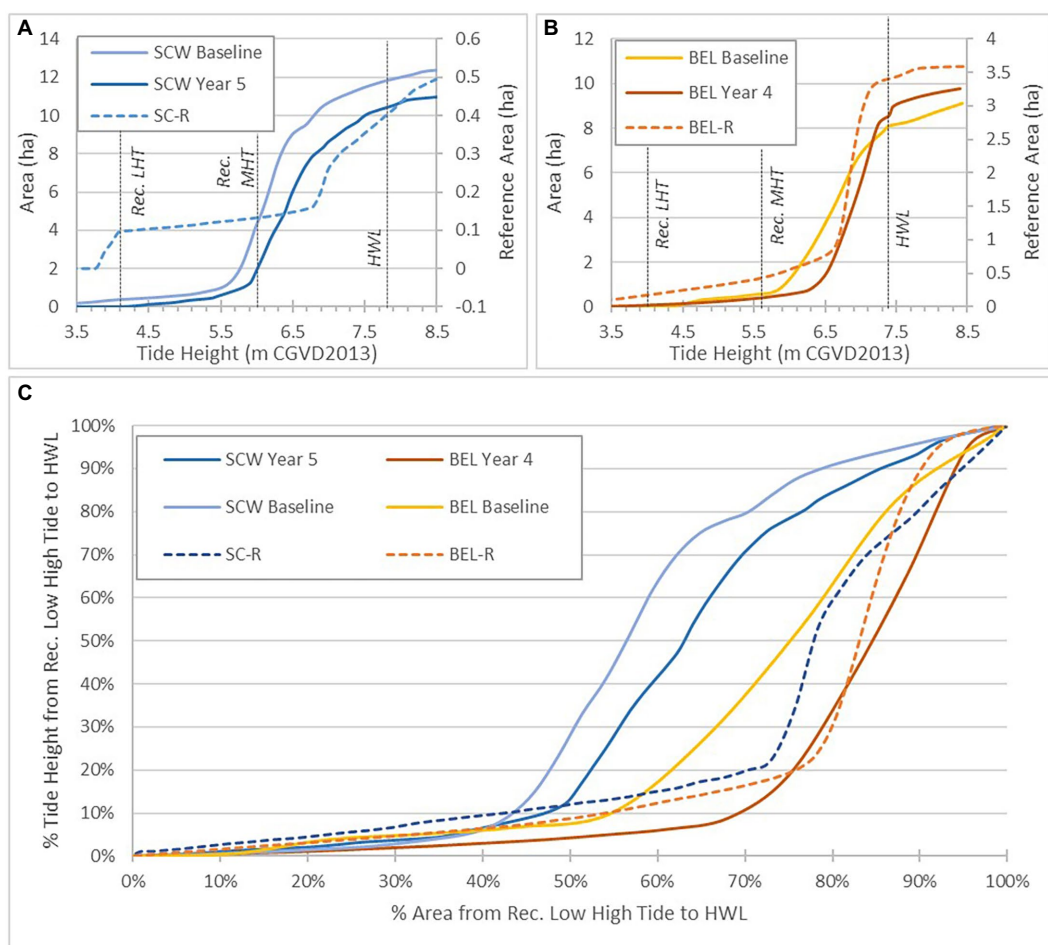 A
SCW Baseline
SCW Year 5
SC-R
Area (ha)
14
12
10
8
6
4
2
0
Rec. LHT
Rec.
MHT
HWL
0.6
0.5
0.4
0.3
0.2
0.1
0
-0.1
Reference Area (ha)
3.5
4.5
5.5
6.5
7.5
8.5
Tide Height (m CGVD2013)
B
BEL Baseline
BEL Year 4
BEL-R
Area (ha)
12
10
8
6
4
2
0
Rec. LHT
Rec. MHT
HWL
4
3.5
3
2.5
2
1.5
1
0.5
0
Reference Area (ha)
3.5
4.5
5.5
6.5
7.5
8.5
Tide Height (m CGVD2013)
C
SCW Year 5
BEL Year 4
SCW Baseline
BEL Baseline
SC-R
BEL-R
% Tide Height from Rec. Low High Tide to HWL
100%
90%
80%
70%
60%
50%
40%
30%
20%
10%
0%
0%
10%
20%
30%
40%
50%
60%
70%
80%
90%
100%
% Area from Rec. Low High Tide to HWL